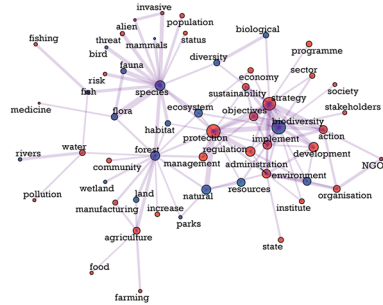 invasive
alien
population
threat
status
fishing
mammals
bird
biological
programme
diversity
fauna
economy
sector
risk
sustainability
society
fish
species
strategy
medicine
flora
ecosystem
objectives
stakeholders
habitat
protection
biodiversity
implement
action
water
forest
regulation
development
rivers
community
management
administration
environment
NGO
wetland
land
natural
resources
organisation
pollution
manufacturing
increase
institute
parks
agriculture
state
food
farming